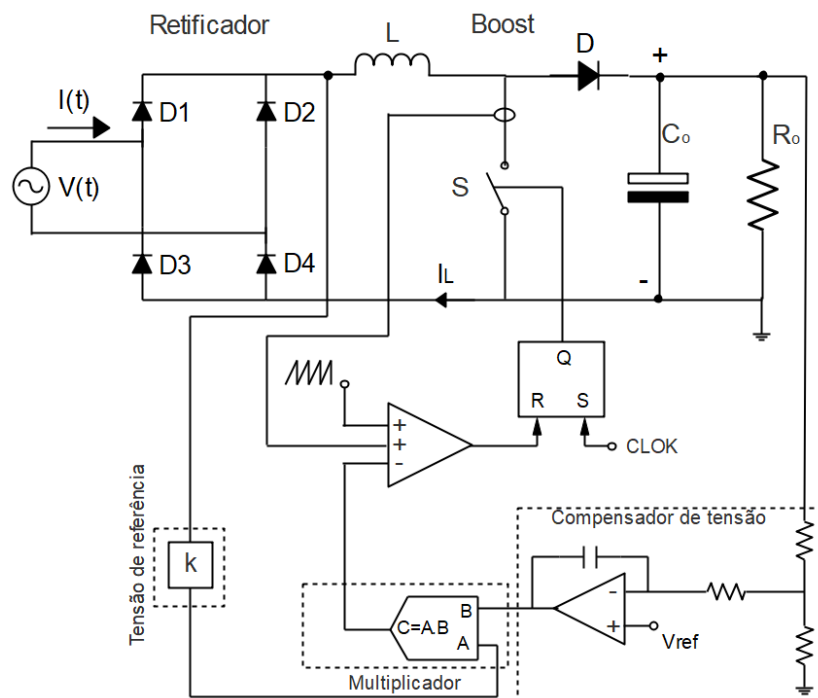 Retificador
L
Boost
D
+
I(t)
D1
D2
Co
Ro
V(t)
S
D3
D4
IL
-
Q
R
S
CLOK
+
+
-
Tensão de referência
k
Compensador de tensão
B
C=A.B
A
-
+
Vref
Multiplicador